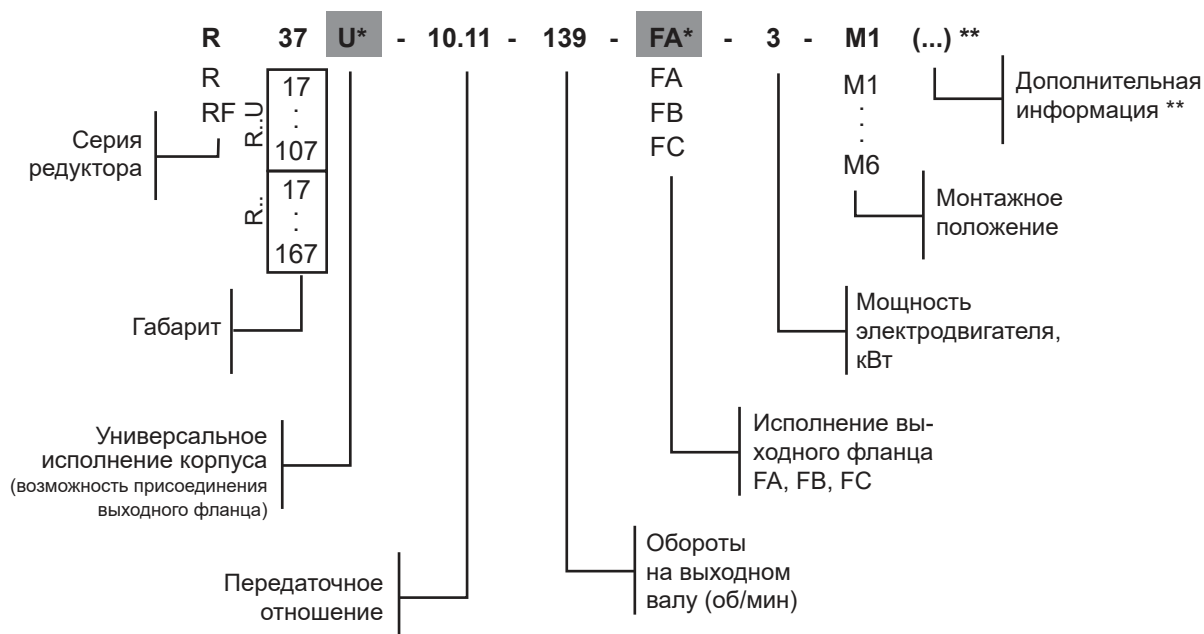 R 37 U* - 10.11 - 139 - FA* - 3 - M1 (...) **
R
RF
R..U
17
.
.
107
R..
17
.
.
167
FA
FB
FC
M1
.
.
.
M6
Дополнительная
информация **
Серия
редуктора
Монтажное
положение
Габарит
Мощность
электродвигателя,
кВт
Универсальное
исполнение корпуса
(возможность присоединения
выходного фланца)
Исполнение вы-
ходного фланца
FA, FB, FC
Передаточное
отношение
Обороты
на выходном
валу (об/мин)